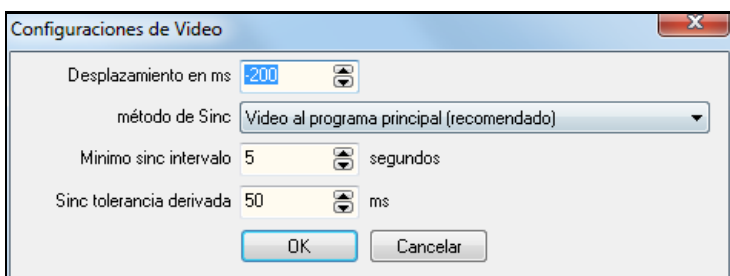 Configuraciones de Video
Desplazamiento en ms -200
método de Sinc Video al programa principal (recomendado)
Minimo sinc intervalo 5 segundos
Sinc tolerancia derivada 50 ms
OK Cancelar